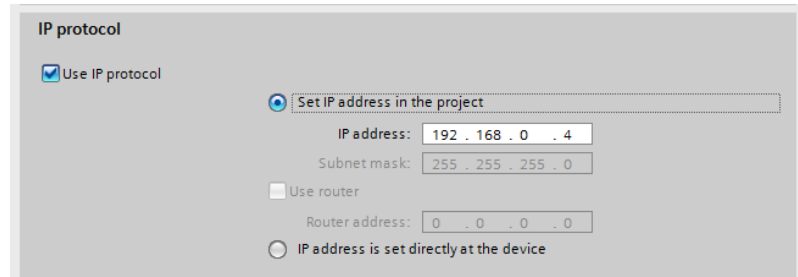 IP protocol
Use IP protocol
Set IP address in the project
IP address: 192 . 168 . 0 . 4
Subnet mask: 255 . 255 . 255 . 0
Use router
Router address: 0 . 0 . 0 . 0
IP address is set directly at the device